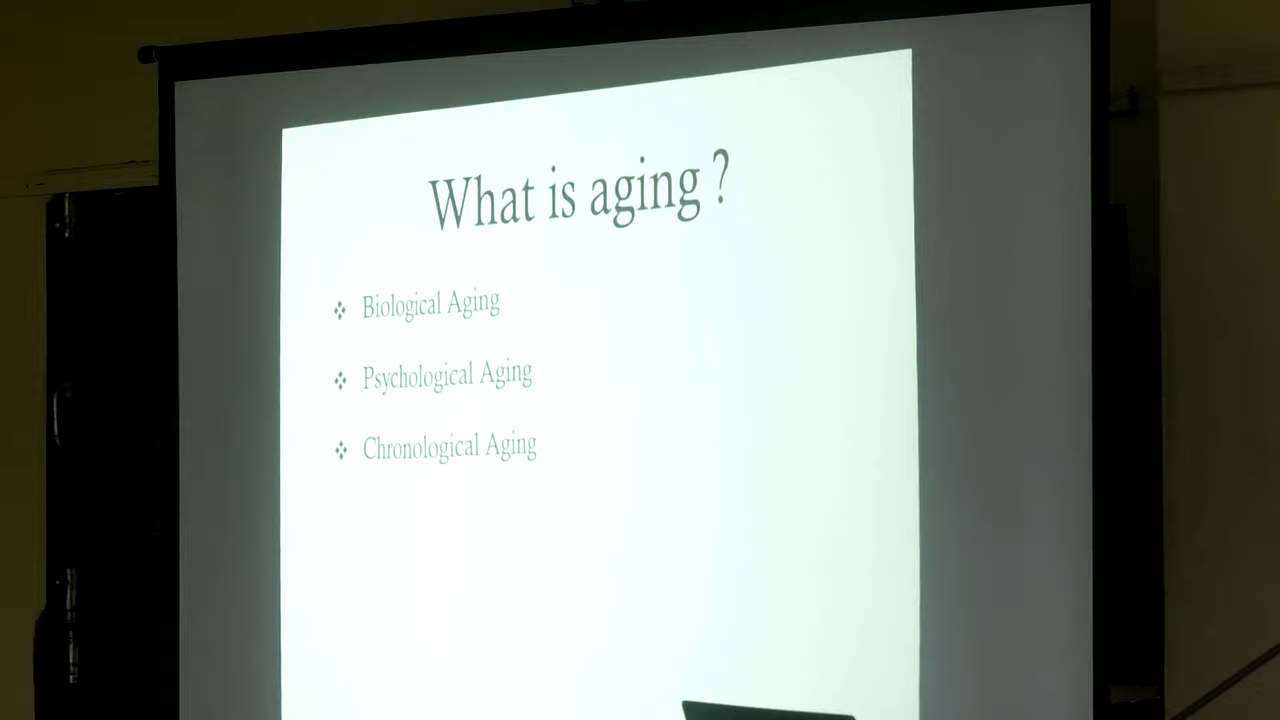 What is aging ?
❖ Biological Aging
❖ Psychological Aging
❖ Chronological Aging